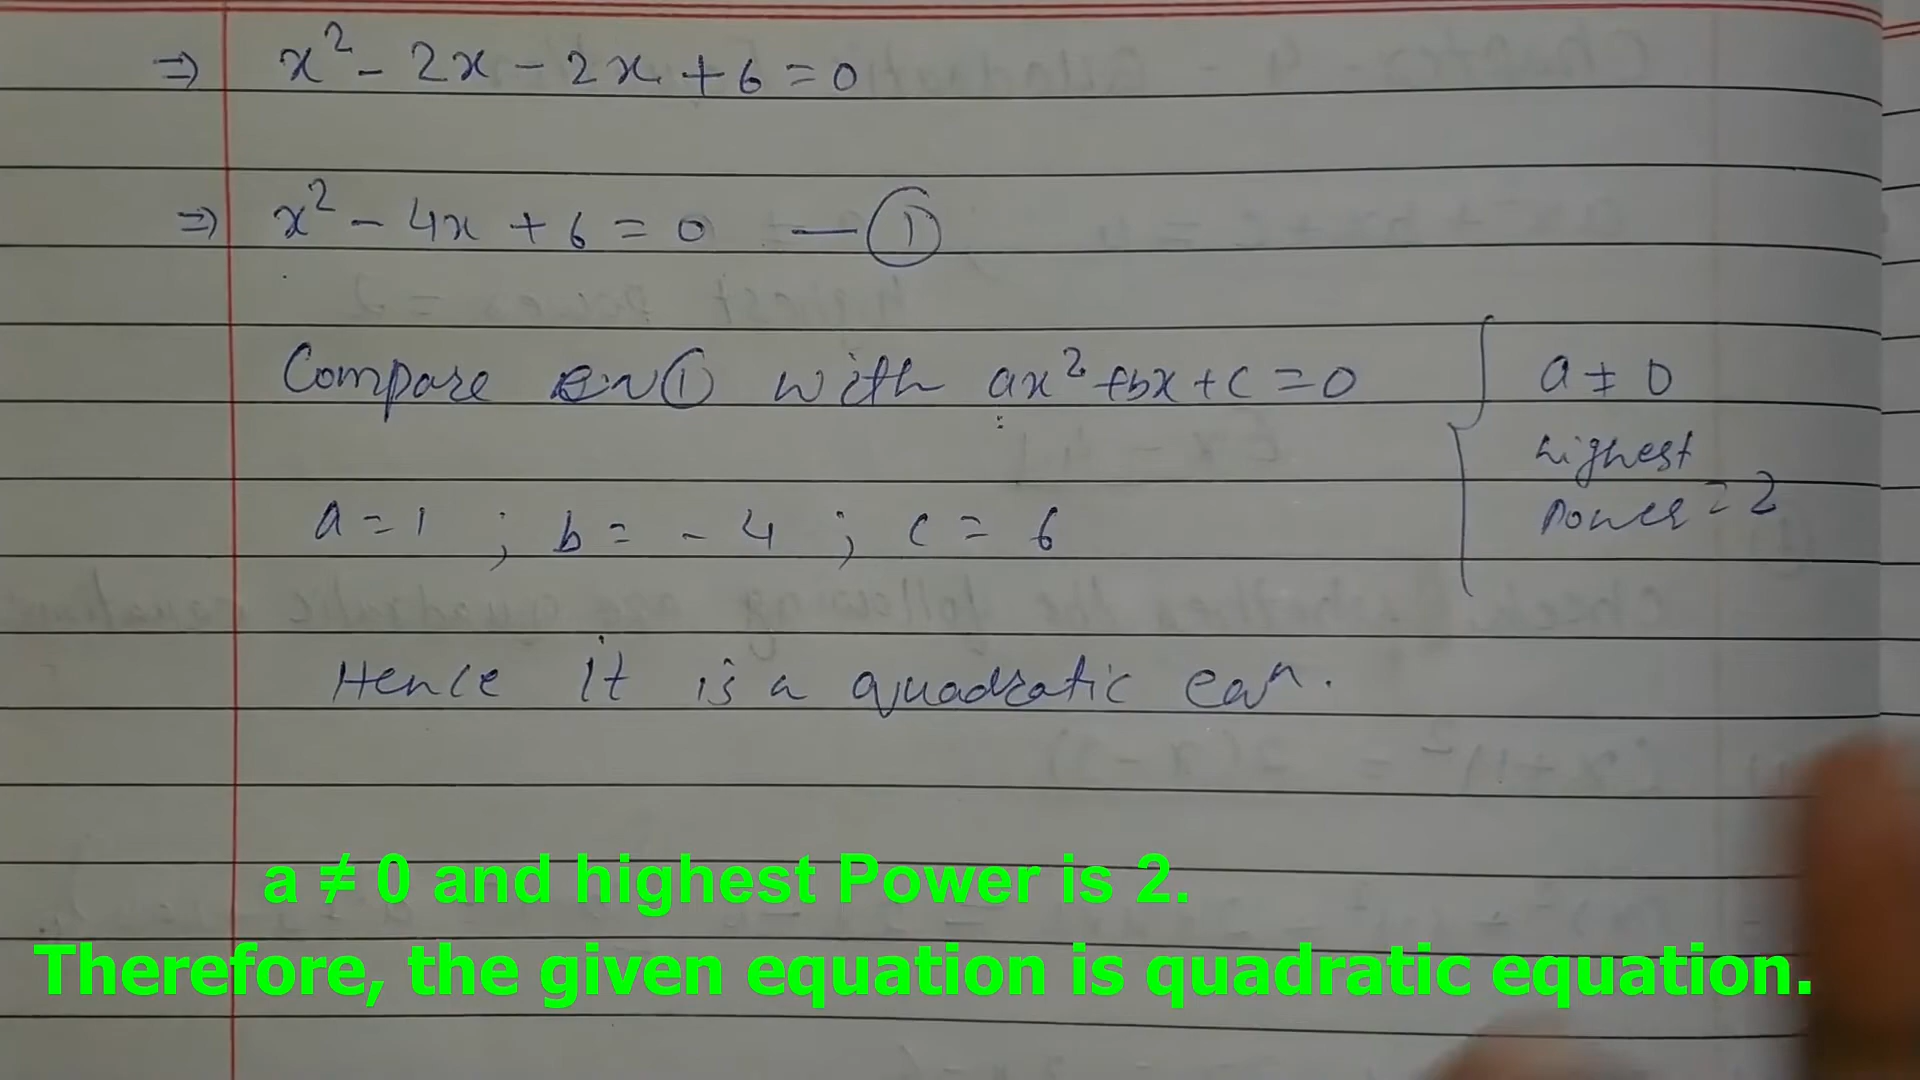 ⇒ x² - 2x - 2x + 6 = 0
⇒ x² - 4x + 6 = 0 — ①
Compare eqⁿ ① with ax² + bx + c = 0
a ≠ 0
highest
power = 2
a = 1 ; b = - 4 ; c = 6
Hence it is a quadratic eqⁿ.
a ≠ 0 and highest Power is 2.
Therefore, the given equation is quadratic equation.